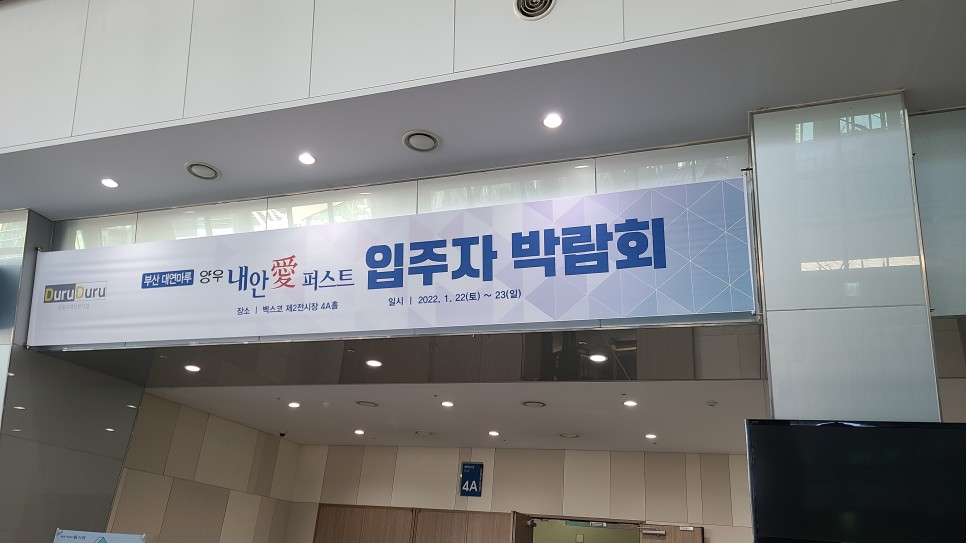 DuruDuru
부산 대연마루 양우 내안愛 퍼스트 입주자 박람회
장소 | 벡스코 제2전시장 4A홀
일시 | 2022. 1. 22(토) ~ 23(일)
4A